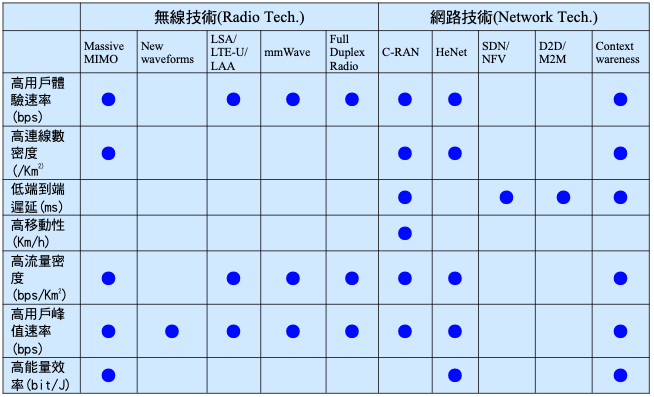 無線技術(Radio Tech.)
網路技術(Network Tech.)
Massive
MIMO
New
waveforms
LSA/
LTE-U/
LAA
mmWave
Full
Duplex
Radio
C-RAN
HeNet
SDN/
NFV
D2D/
M2M
Context
wareness
高用戶體
驗速率
(bps)
高連線數
密度
(/Km²)
低端到端
遲延(ms)
高移動性
(Km/h)
高流量密
度
(bps/Km²)
高用戶峰
值速率
(bps)
高能量效
率(bit/J)